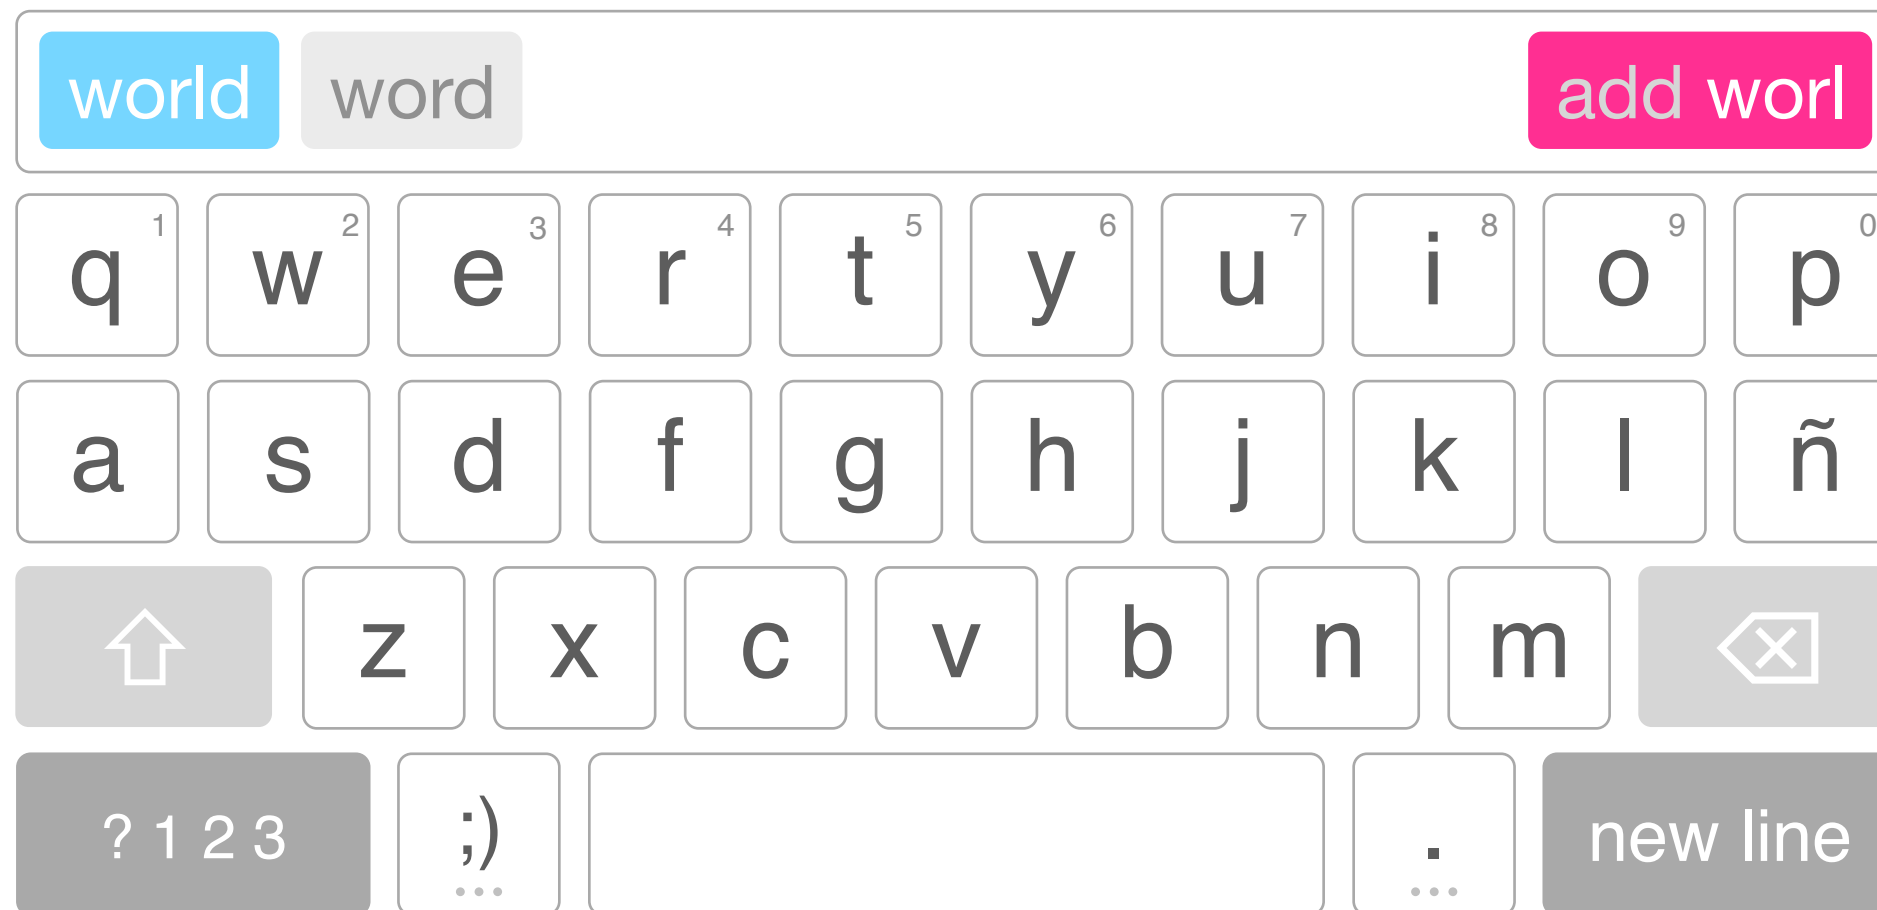 world word add worl
q 1 w 2 e 3 r 4 t 5 y 6 u 7 i 8 o 9 p 0
a s d f g h j k l ñ
z x c v b n m
? 1 2 3 ;) . new line